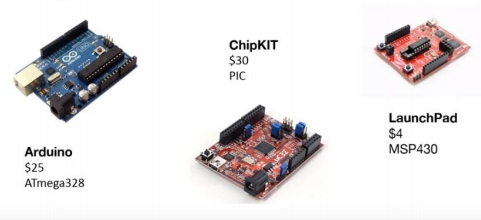 ChipKIT
$30
PIC
LaunchPad
$4
MSP430
Arduino
$25
ATmega328